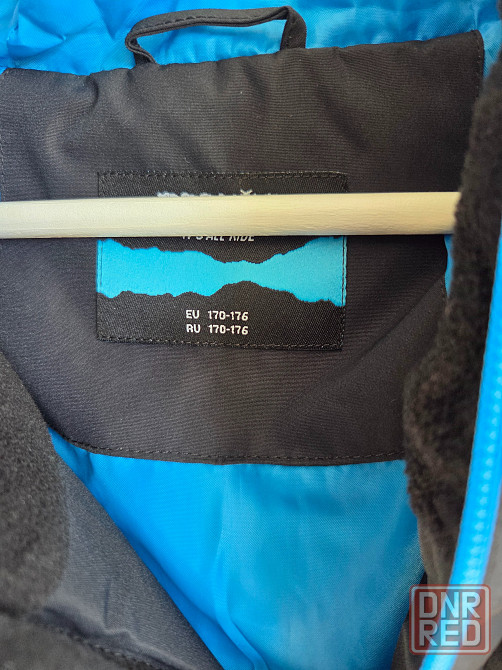 IT'S ALL RIDE
EU 170-176
RU 170-176
DNR
RED